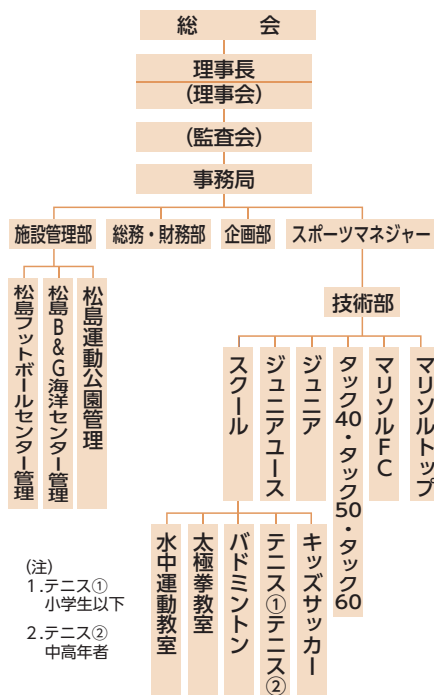 総　会
理事長
(理事会)
(監査会)
事務局
施設管理部
総務・財務部
企画部
スポーツマネジャー
松島フットボールセンター管理
松島B&G海洋センター管理
松島運動公園管理
技術部
スクール
ジュニアユース
ジュニア
タック40・タック50・タック60
マリソルFC
マリソルトップ
水中運動教室
太極拳教室
バドミントン
テニス①テニス②
キッズサッカー
(注)
1.テニス①
小学生以下
2.テニス②
中高年者